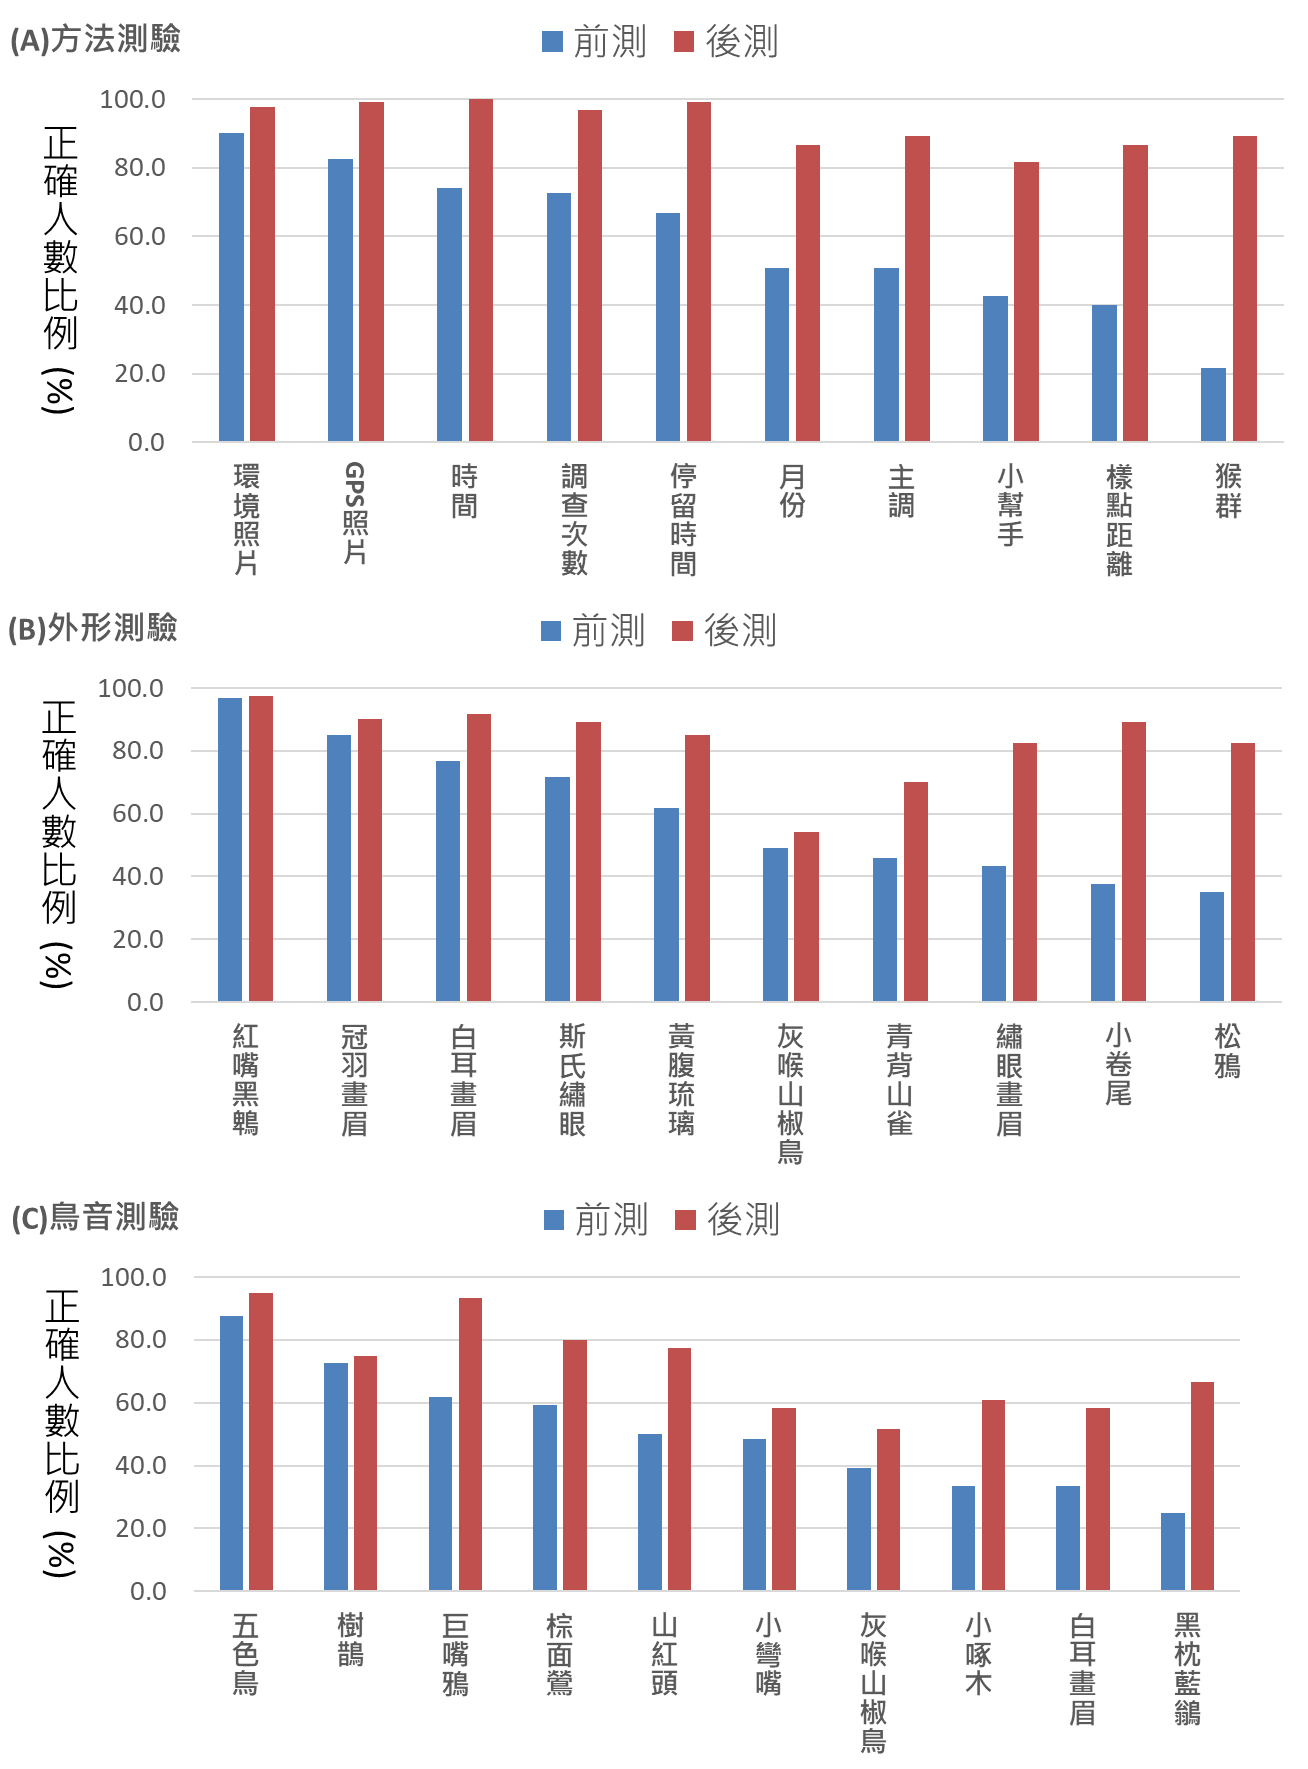 (A)方法測驗
前測 後測
正確人數比例 (%)
100.0
80.0
60.0
40.0
20.0
0.0
環境照片
GPS照片
時間
調查次數
停留時間
月份
主調
小幫手
樣點距離
猴群
(B)外形測驗
前測 後測
正確人數比例 (%)
100.0
80.0
60.0
40.0
20.0
0.0
紅嘴黑鵯
冠羽畫眉
白耳畫眉
斯氏繡眼
黃腹琉璃
灰喉山椒鳥
青背山雀
繡眼畫眉
小卷尾
松鴉
(C)鳥音測驗
前測 後測
正確人數比例 (%)
100.0
80.0
60.0
40.0
20.0
0.0
五色鳥
樹鵲
巨嘴鴉
棕面鶯
山紅頭
小彎嘴
灰喉山椒鳥
小啄木
白耳畫眉
黑枕藍鶲